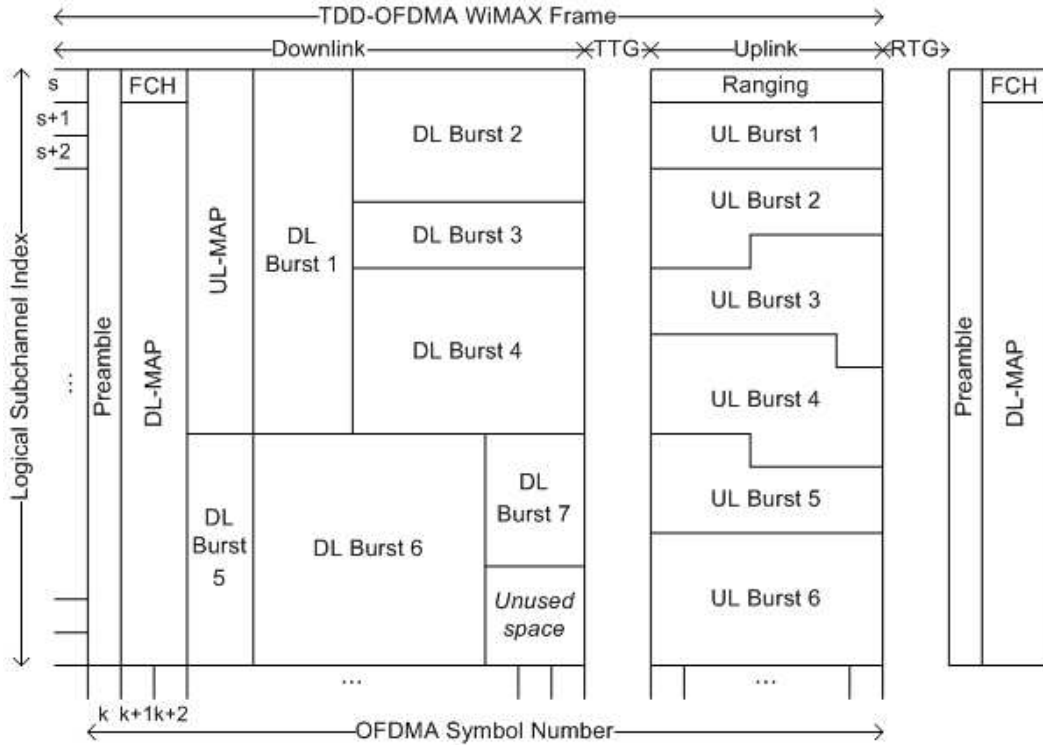 TDD-OFDMA WiMAX Frame
Downlink
TTG
Uplink
RTG
s
FCH
Ranging
FCH
s+1
s+2
DL Burst 2
UL Burst 1
UL Burst 2
DL
Burst 1
DL Burst 3
UL-MAP
UL Burst 3
Logical Subchannel Index
...
Preamble
DL-MAP
DL Burst 4
UL Burst 4
Preamble
DL-MAP
DL
Burst
5
DL Burst 6
DL
Burst 7
UL Burst 5
Unused
space
UL Burst 6
...
...
k k+1 k+2
OFDMA Symbol Number